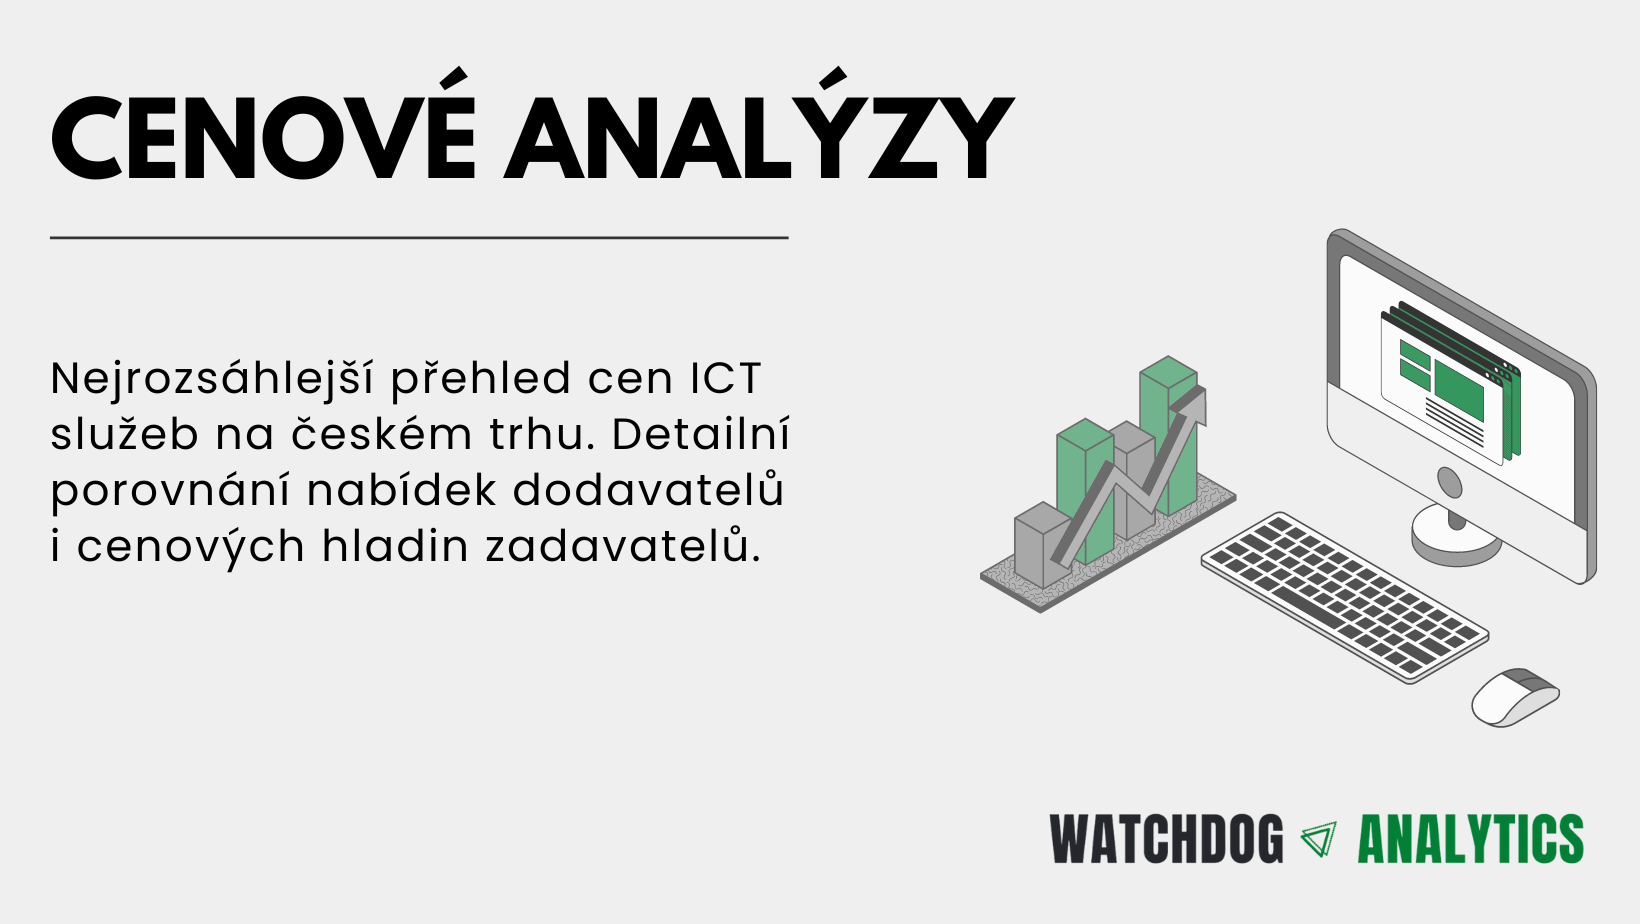 CENOVÉ ANALÝZY
Nejrozsáhlejší přehled cen ICT
služeb na českém trhu. Detailní
porovnání nabídek dodavatelů
i cenových hladin zadavatelů.
WATCHDOG ANALYTICS